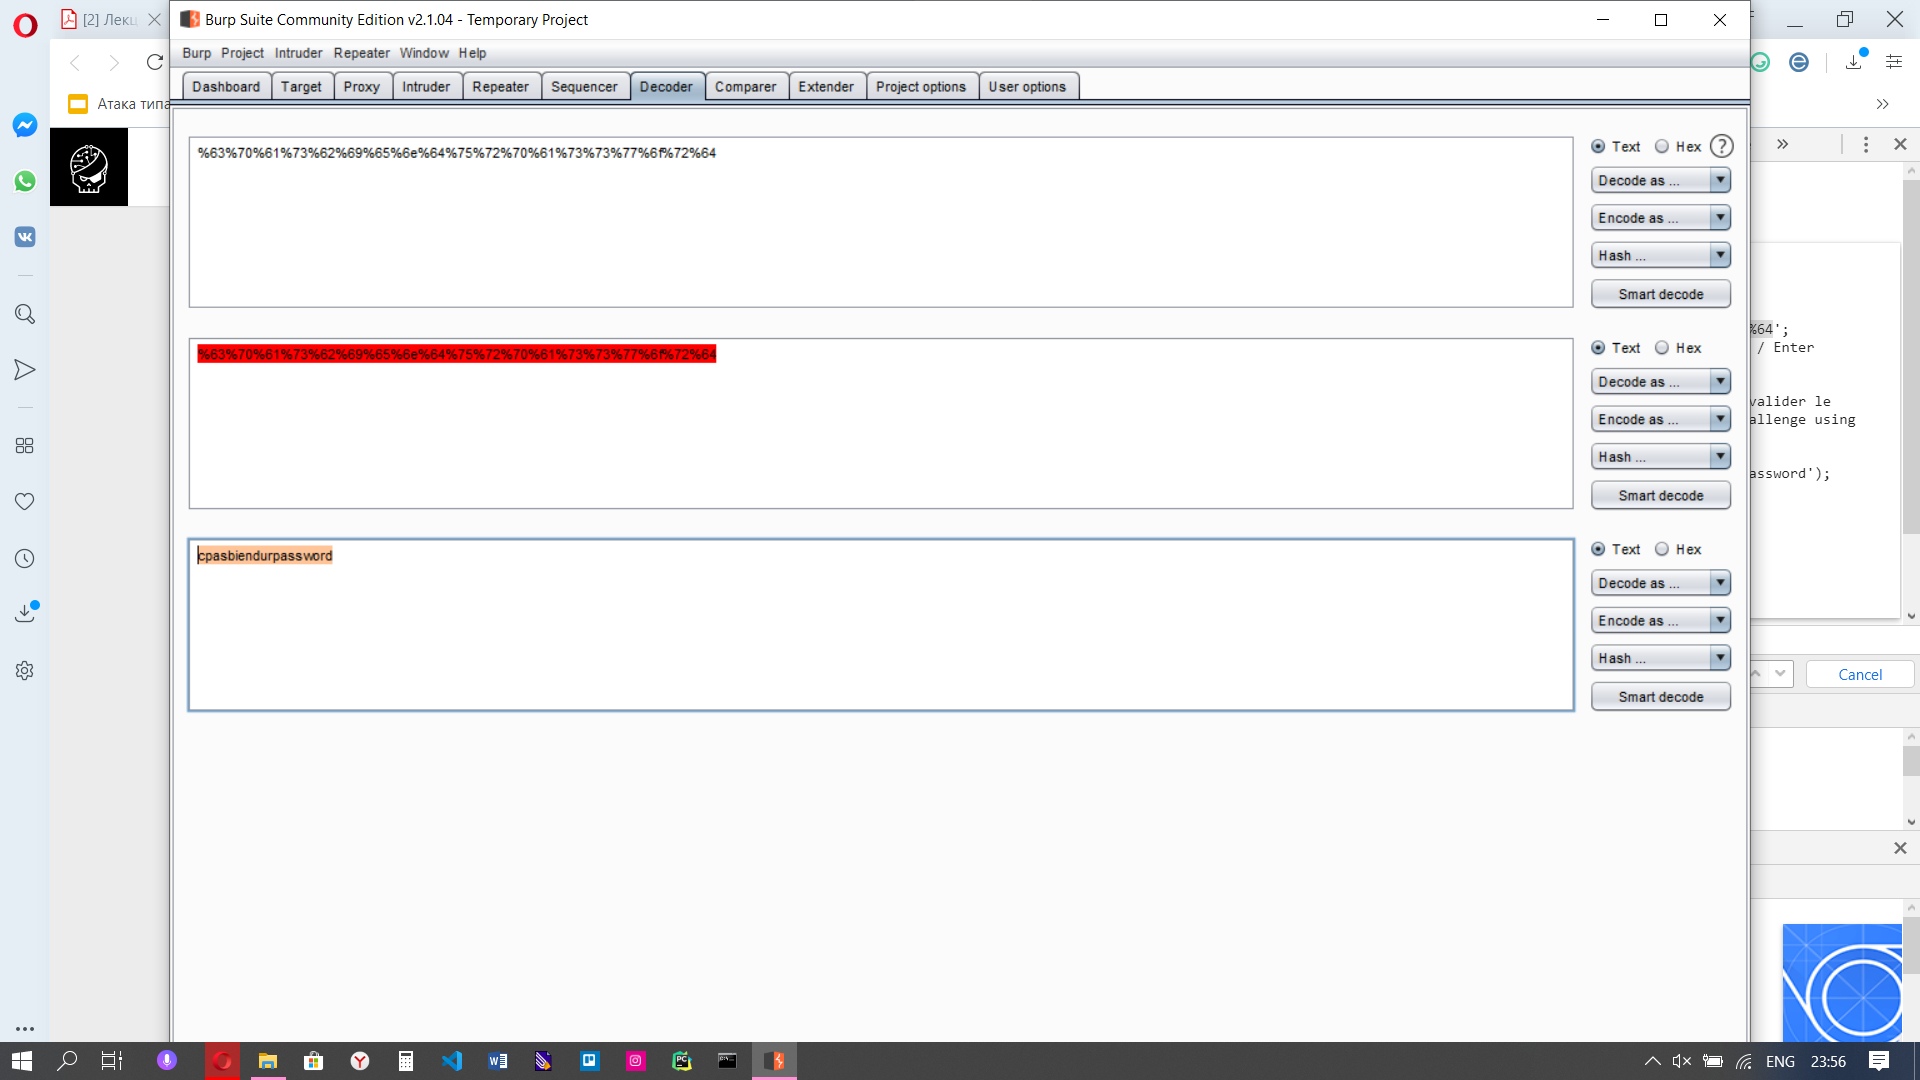 [2] Лекц
Burp Suite Community Edition v2.1.04 - Temporary Project
Burp Project Intruder Repeater Window Help
Dashboard Target Proxy Intruder Repeater Sequencer Decoder Comparer Extender Project options User options
Атака типа
%63%70%61%73%62%69%65%6e%64%75%72%70%61%73%73%77%6f%72%64
Text Hex ?
Decode as ...
Encode as ...
Hash ...
Smart decode
%63%70%61%73%62%69%65%6e%64%75%72%70%61%73%73%77%6f%72%64
Text Hex
Decode as ...
Encode as ...
Hash ...
Smart decode
cpasbiendurpassword
Text Hex
Decode as ...
Encode as ...
Hash ...
Smart decode
%64';
/ Enter
valider le
allenge using
assword');
Cancel
ENG 23:56